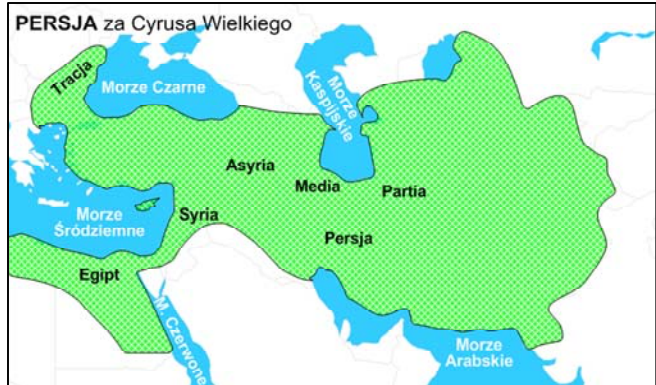 PERSJA za Cyrusa Wielkiego
Tracja
Morze Czarne
Morze
Kaspijskie
Asyria
Media
Partia
Morze
Śródziemne
Syria
Persja
Egipt
M. Czerwone
Morze
Arabskie